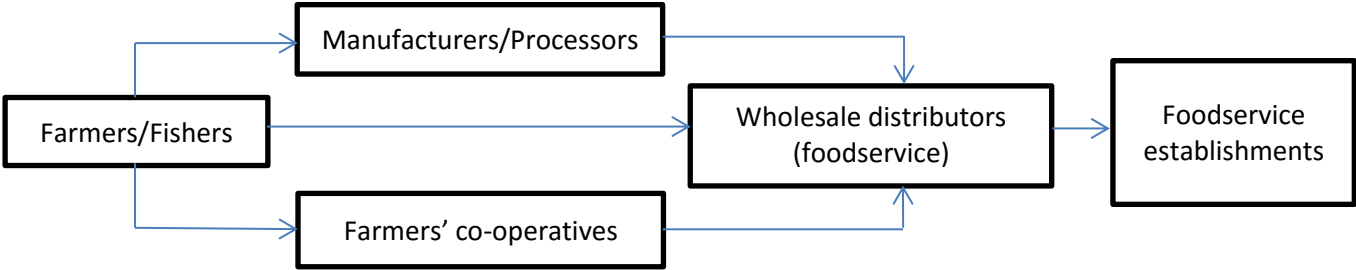 Manufacturers/Processors
Farmers/Fishers
Wholesale distributors
(foodservice)
Foodservice
establishments
Farmers’ co-operatives